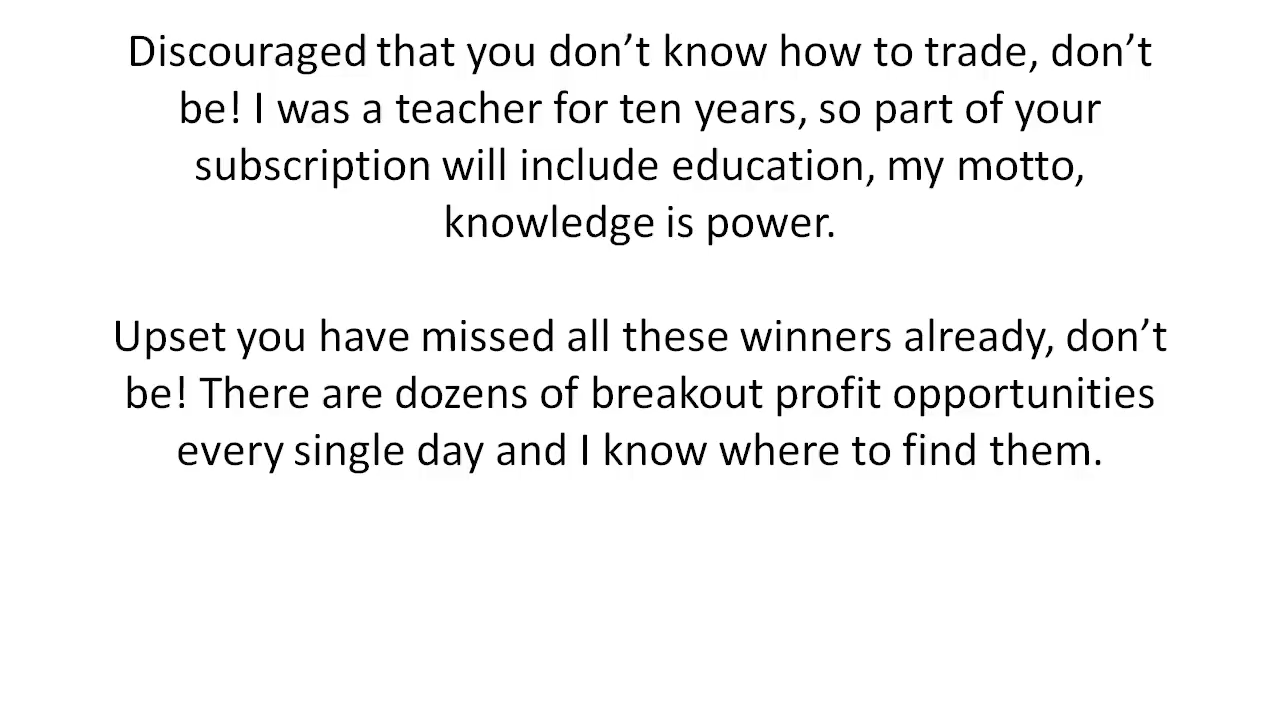 Discouraged that you don’t know how to trade, don’t
be! I was a teacher for ten years, so part of your
subscription will include education, my motto,
knowledge is power.
Upset you have missed all these winners already, don’t
be! There are dozens of breakout profit opportunities
every single day and I know where to find them.